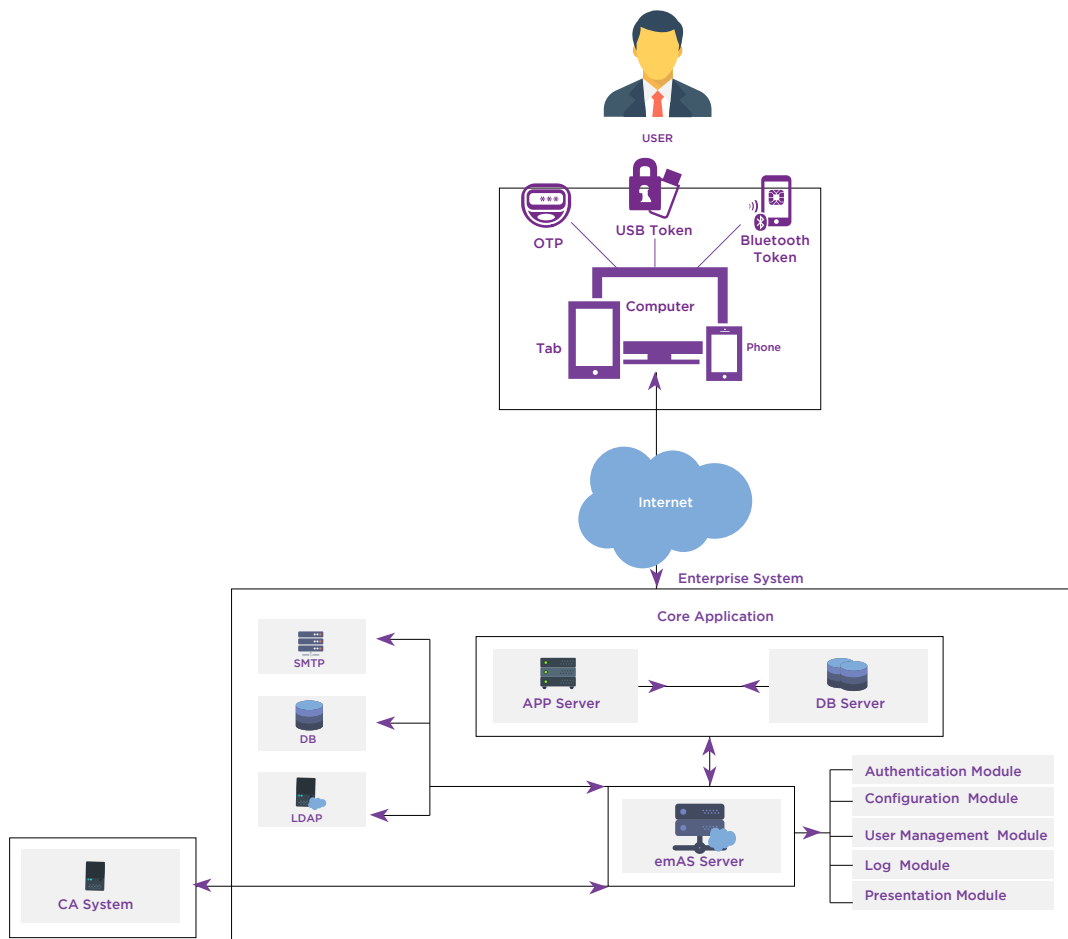 USER
OTP
USB Token
Bluetooth
Token
Computer
Tab
Phone
Internet
Enterprise System
Core Application
SMTP
APP Server
DB Server
DB
LDAP
emAS Server
Authentication Module
Configuration Module
User Management Module
Log Module
Presentation Module
CA System